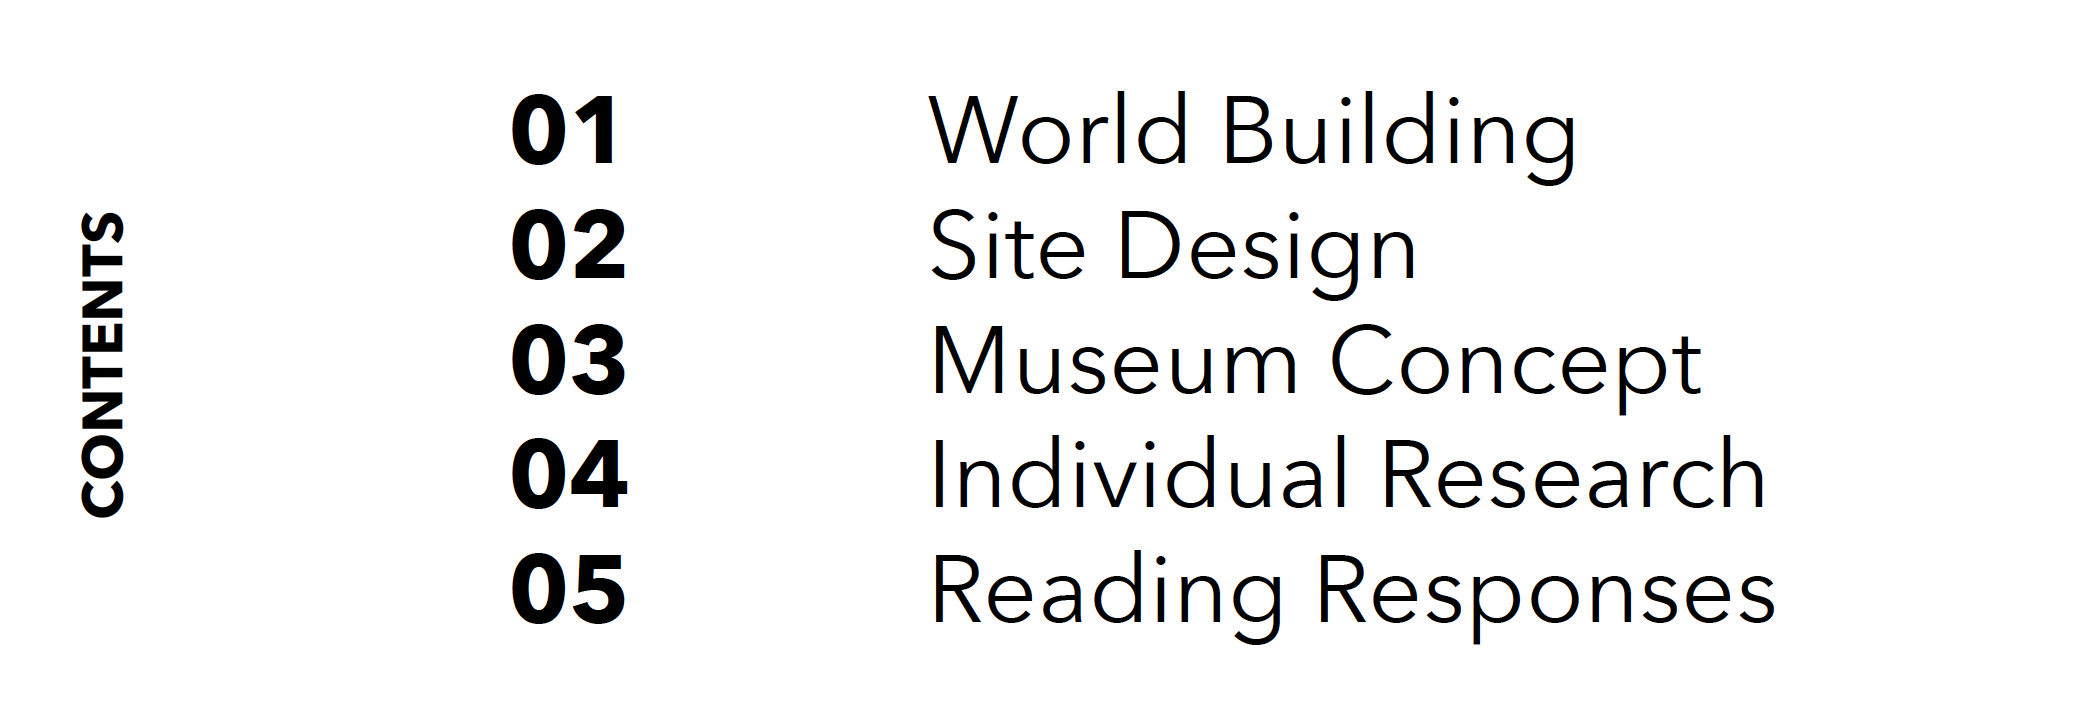 CONTENTS
01 World Building
02 Site Design
03 Museum Concept
04 Individual Research
05 Reading Responses